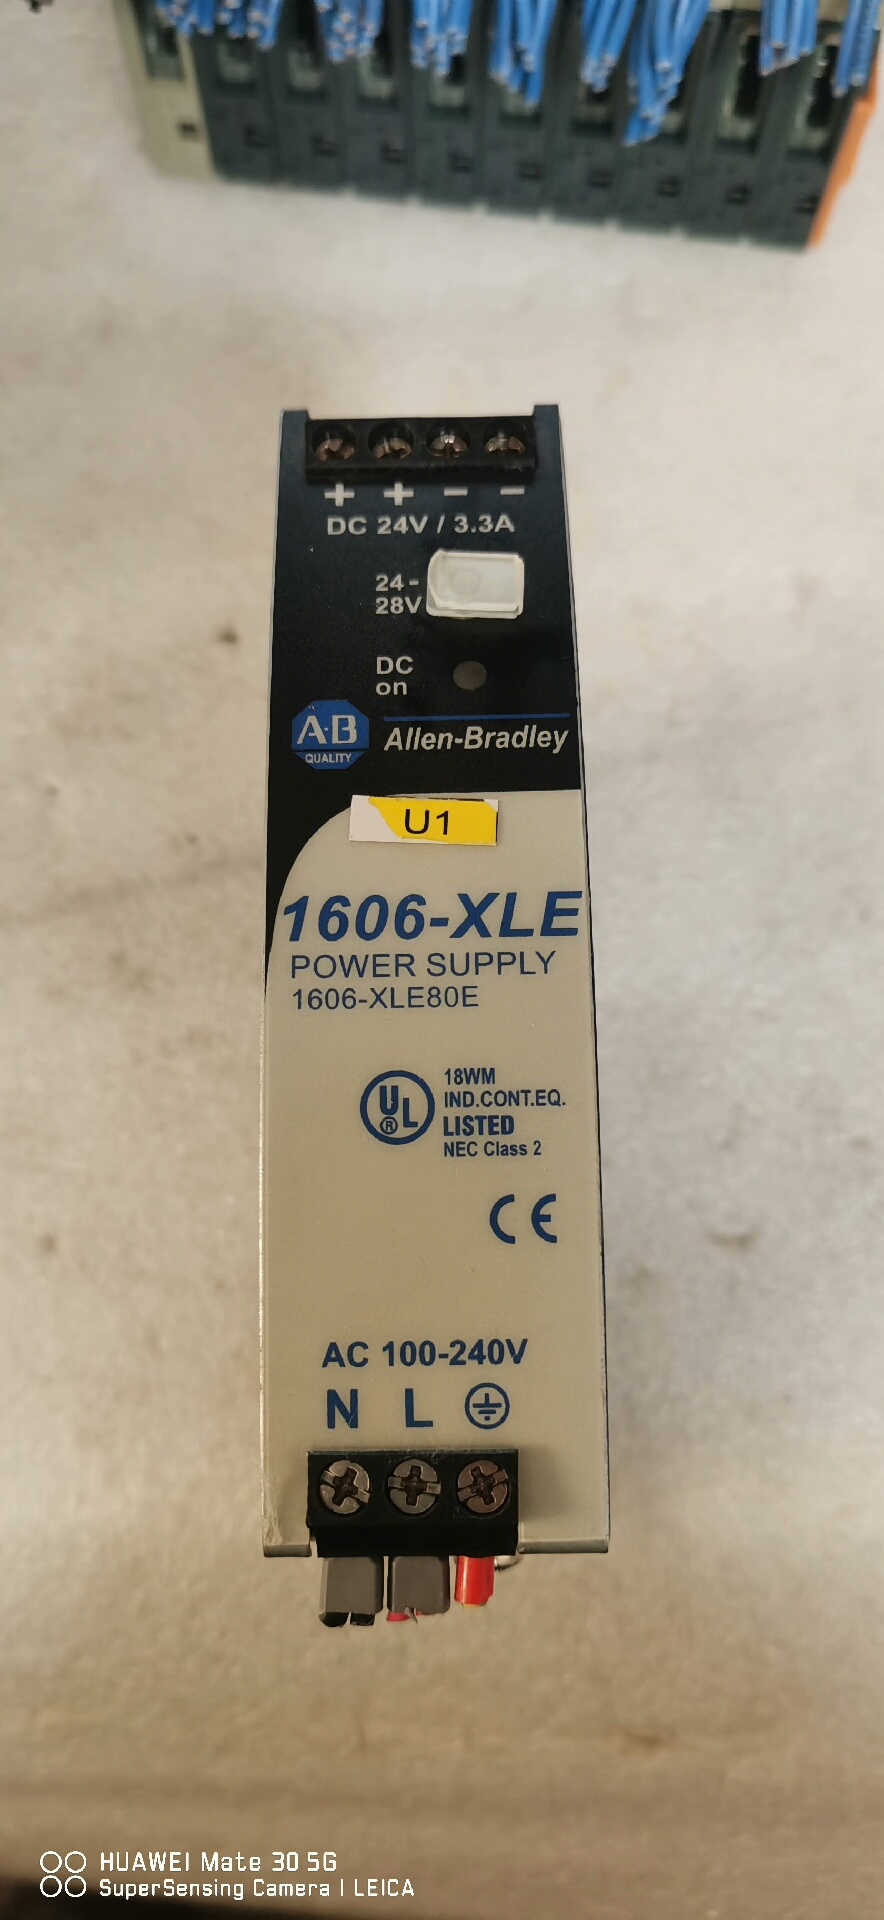 + + − −
DC 24V / 3.3A
24-
28V
DC
on
A·B
QUALITY
Allen-Bradley
U1
1606-XLE
POWER SUPPLY
1606-XLE80E
UL
®
18WM
IND.CONT.EQ.
LISTED
NEC Class 2
CE
AC 100-240V
N L
HUAWEI Mate 30 5G
SuperSensing Camera | LEICA